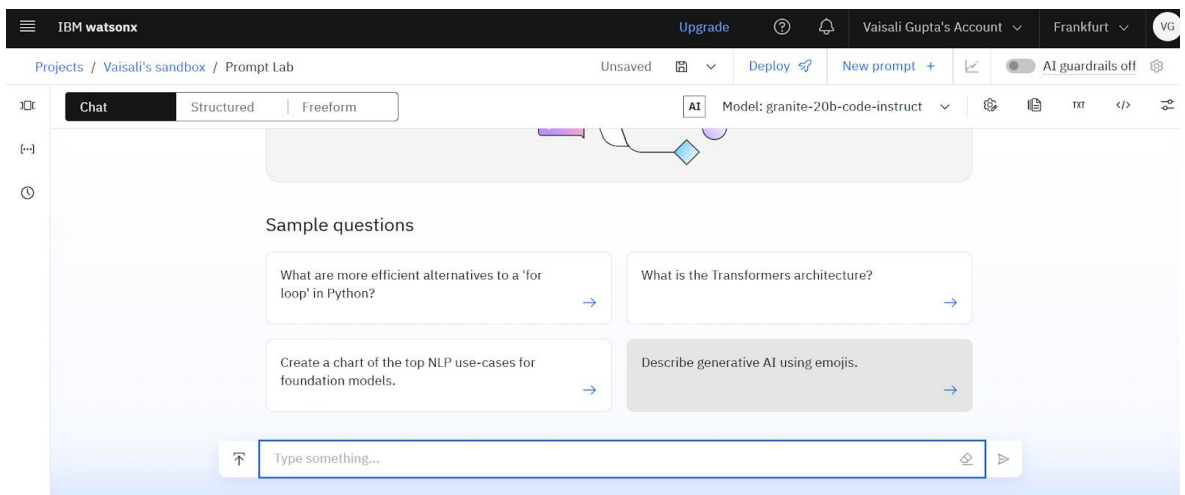 IBM watsonx Upgrade Vaisali Gupta's Account Frankfurt VG
Projects / Vaisali's sandbox / Prompt Lab Unsaved Deploy New prompt + AI guardrails off
Chat Structured Freeform AI Model: granite-20b-code-instruct TXT </>
Sample questions
What are more efficient alternatives to a 'for
loop' in Python?
What is the Transformers architecture?
Create a chart of the top NLP use-cases for
foundation models.
Describe generative AI using emojis.
Type something...